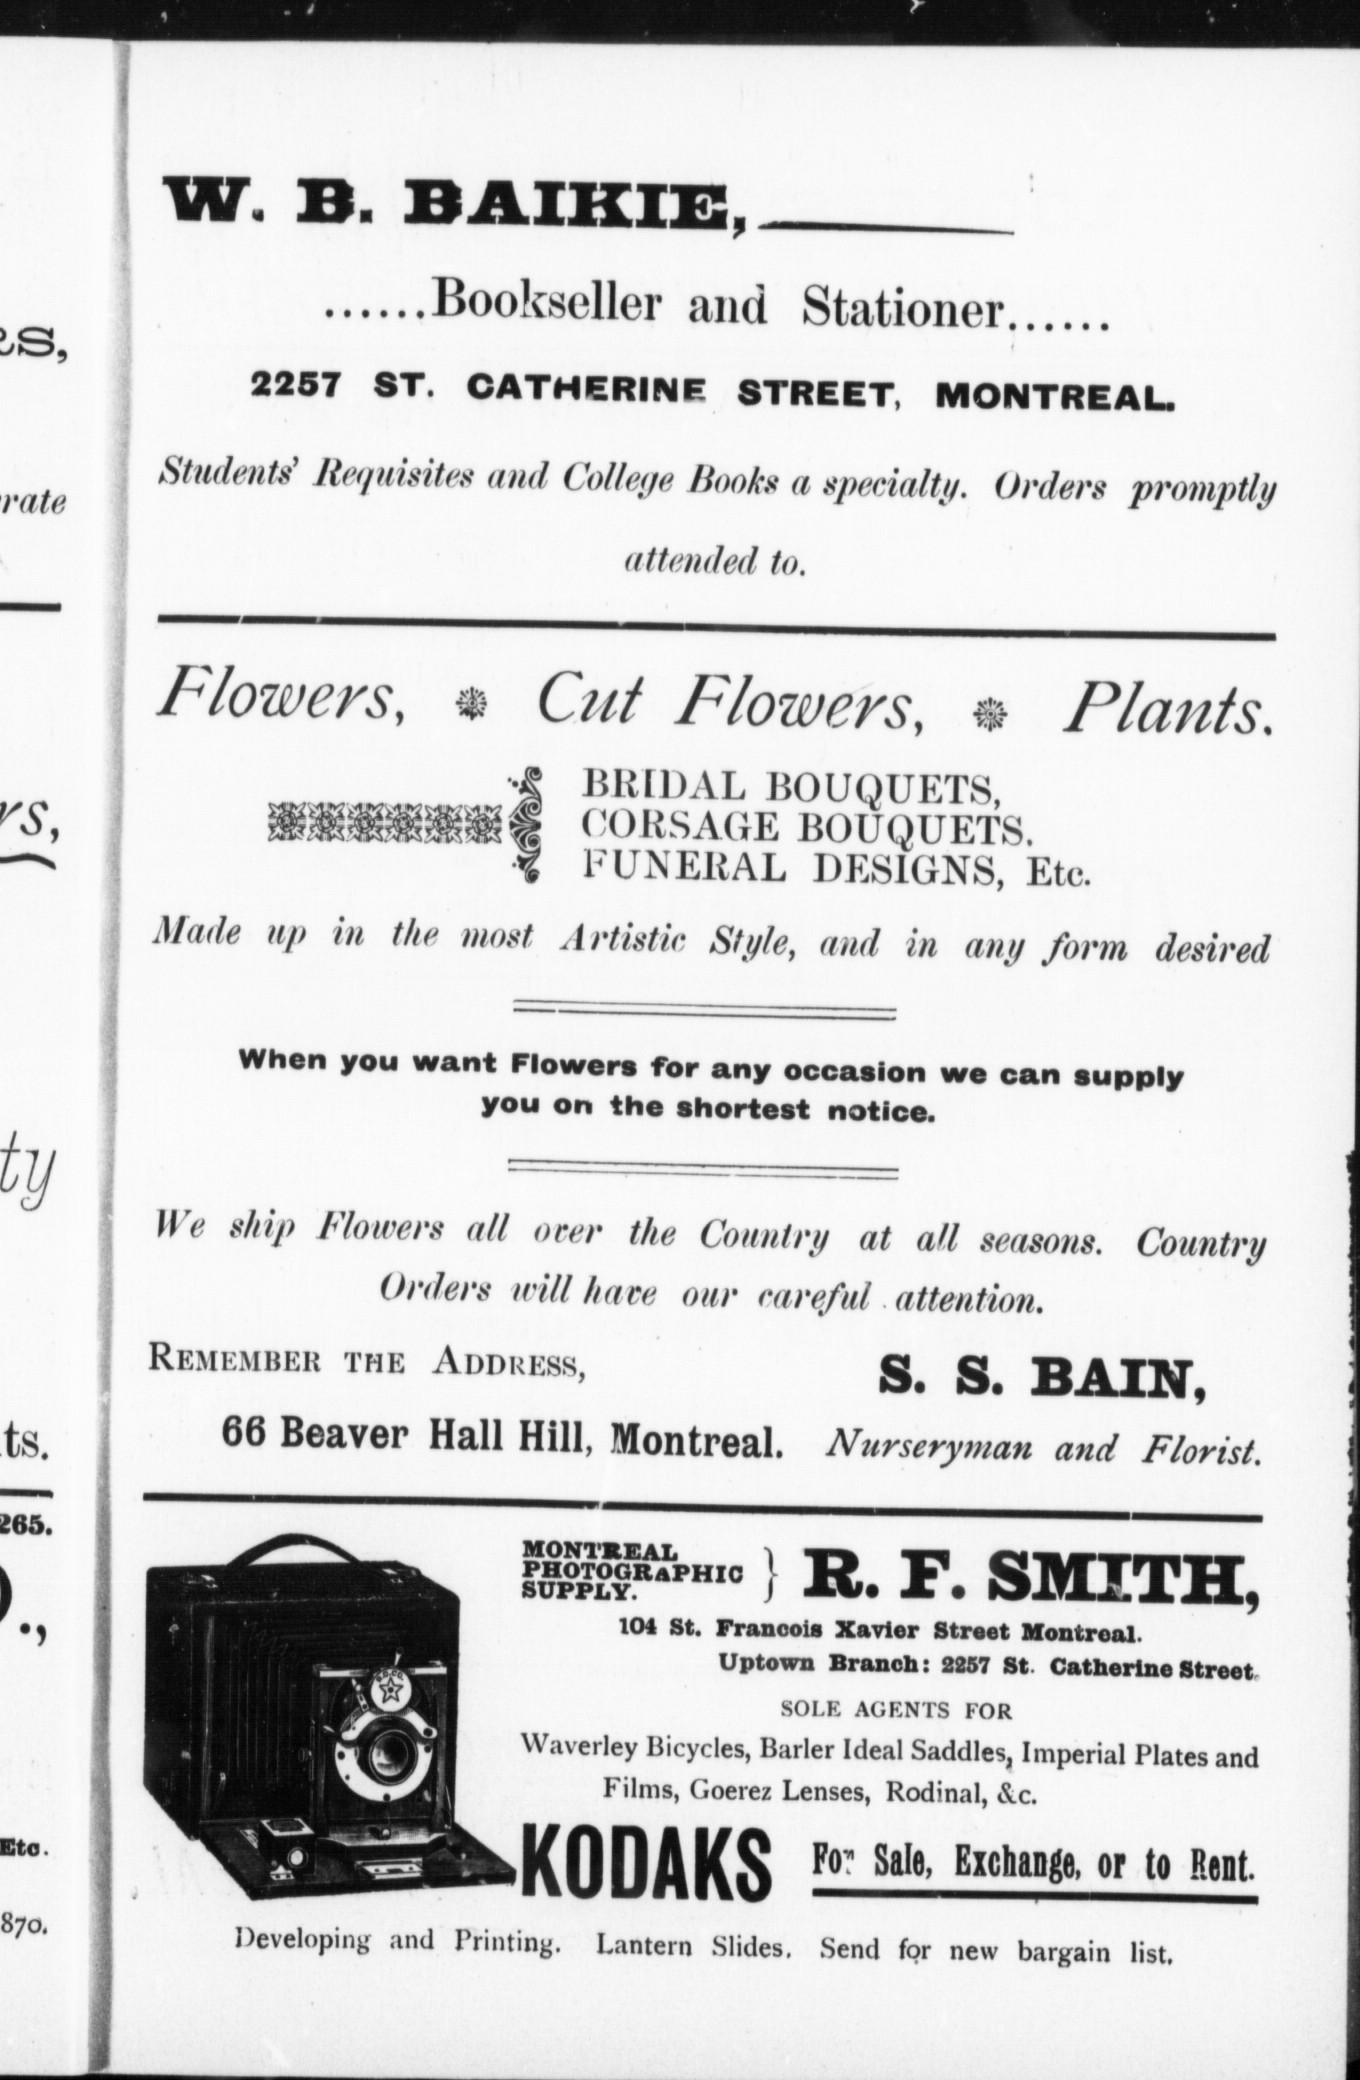 W. B. BAIKIE,
......Bookseller and Stationer......
2257 ST. CATHERINE STREET, MONTREAL.
Students' Requisites and College Books a specialty. Orders promptly
attended to.
Flowers, Cut Flowers, Plants.
BRIDAL BOUQUETS,
CORSAGE BOUQUETS.
FUNERAL DESIGNS, Etc.
Made up in the most Artistic Style, and in any form desired
When you want Flowers for any occasion we can supply
you on the shortest notice.
We ship Flowers all over the Country at all seasons. Country
Orders will have our careful attention.
REMEMBER THE ADDRESS,
S. S. BAIN,
66 Beaver Hall Hill, Montreal. Nurseryman and Florist.
MONTREAL
PHOTOGRAPHIC
SUPPLY.
} R. F. SMITH,
104 St. Francois Xavier Street Montreal.
Uptown Branch: 2257 St. Catherine Street.
SOLE AGENTS FOR
Waverley Bicycles, Barler Ideal Saddles, Imperial Plates and
Films, Goerez Lenses, Rodinal, &c.
KODAKS For Sale, Exchange, or to Rent.
Developing and Printing. Lantern Slides. Send for new bargain list.
rate
ty
ts.
265.
Etc.
870.